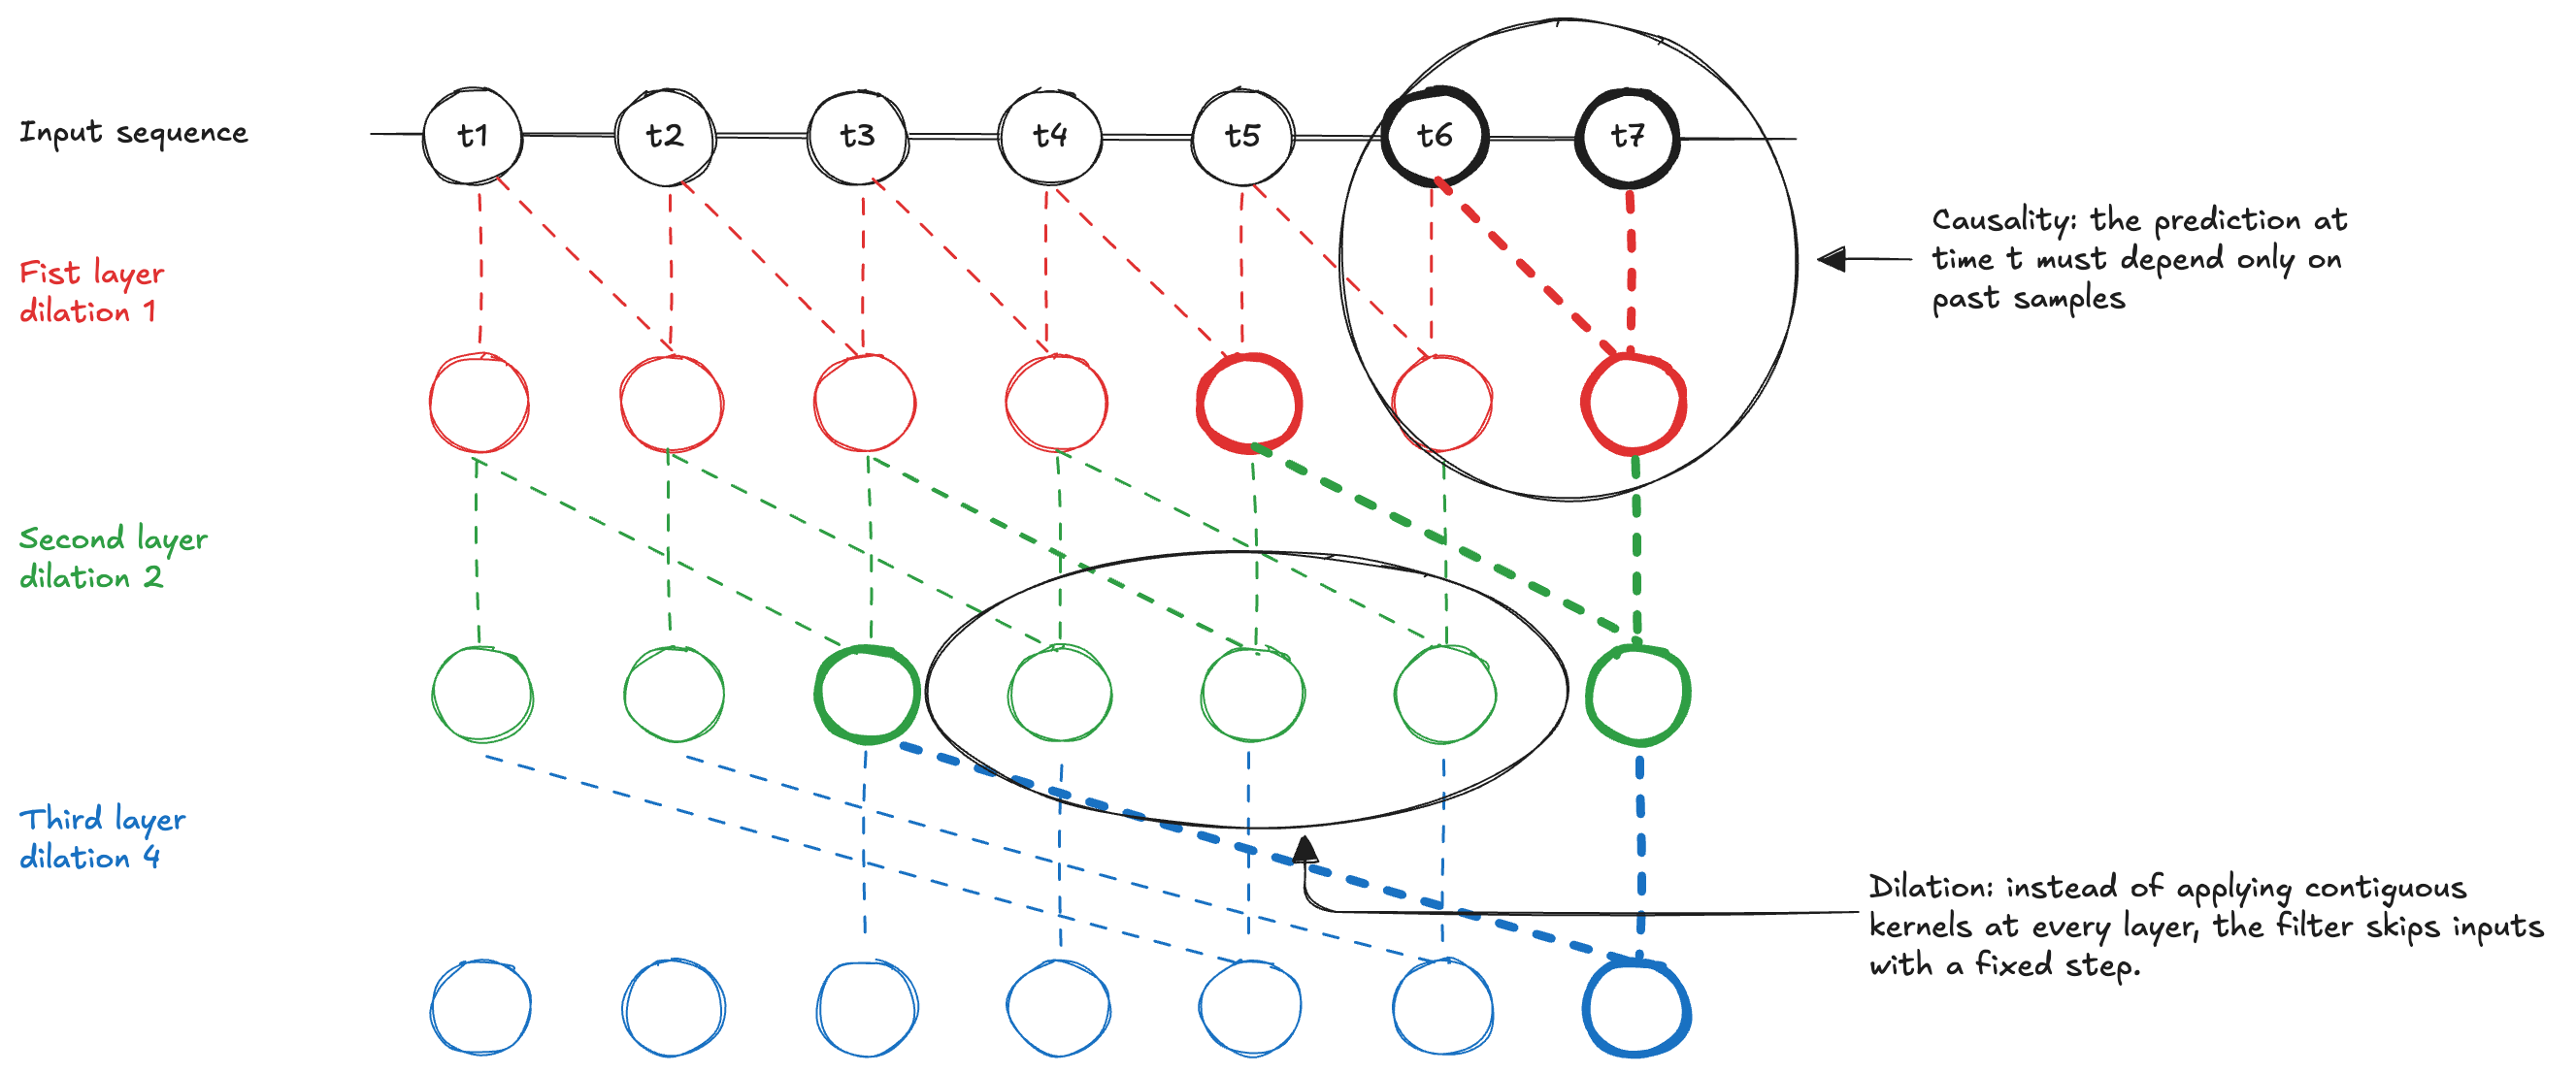 Input sequence
t1
t2
t3
t4
t5
t6
t7
Causality: the prediction at
time t must depend only on
past samples
Fist layer
dilation 1
Second layer
dilation 2
Third layer
dilation 4
Dilation: instead of applying contiguous
kernels at every layer, the filter skips inputs
with a fixed step.